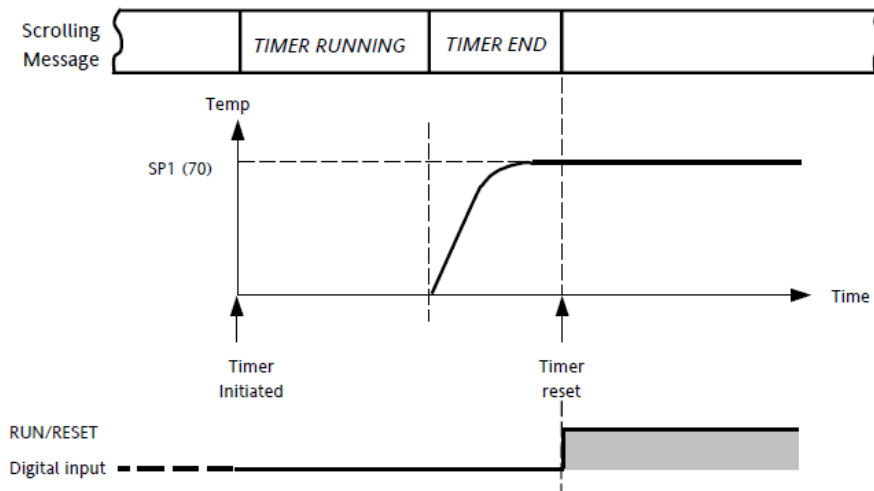 Scrolling
Message
TIMER RUNNING
TIMER END
Temp
SP1 (70)
Time
Timer
Initiated
Timer
reset
RUN/RESET
Digital input